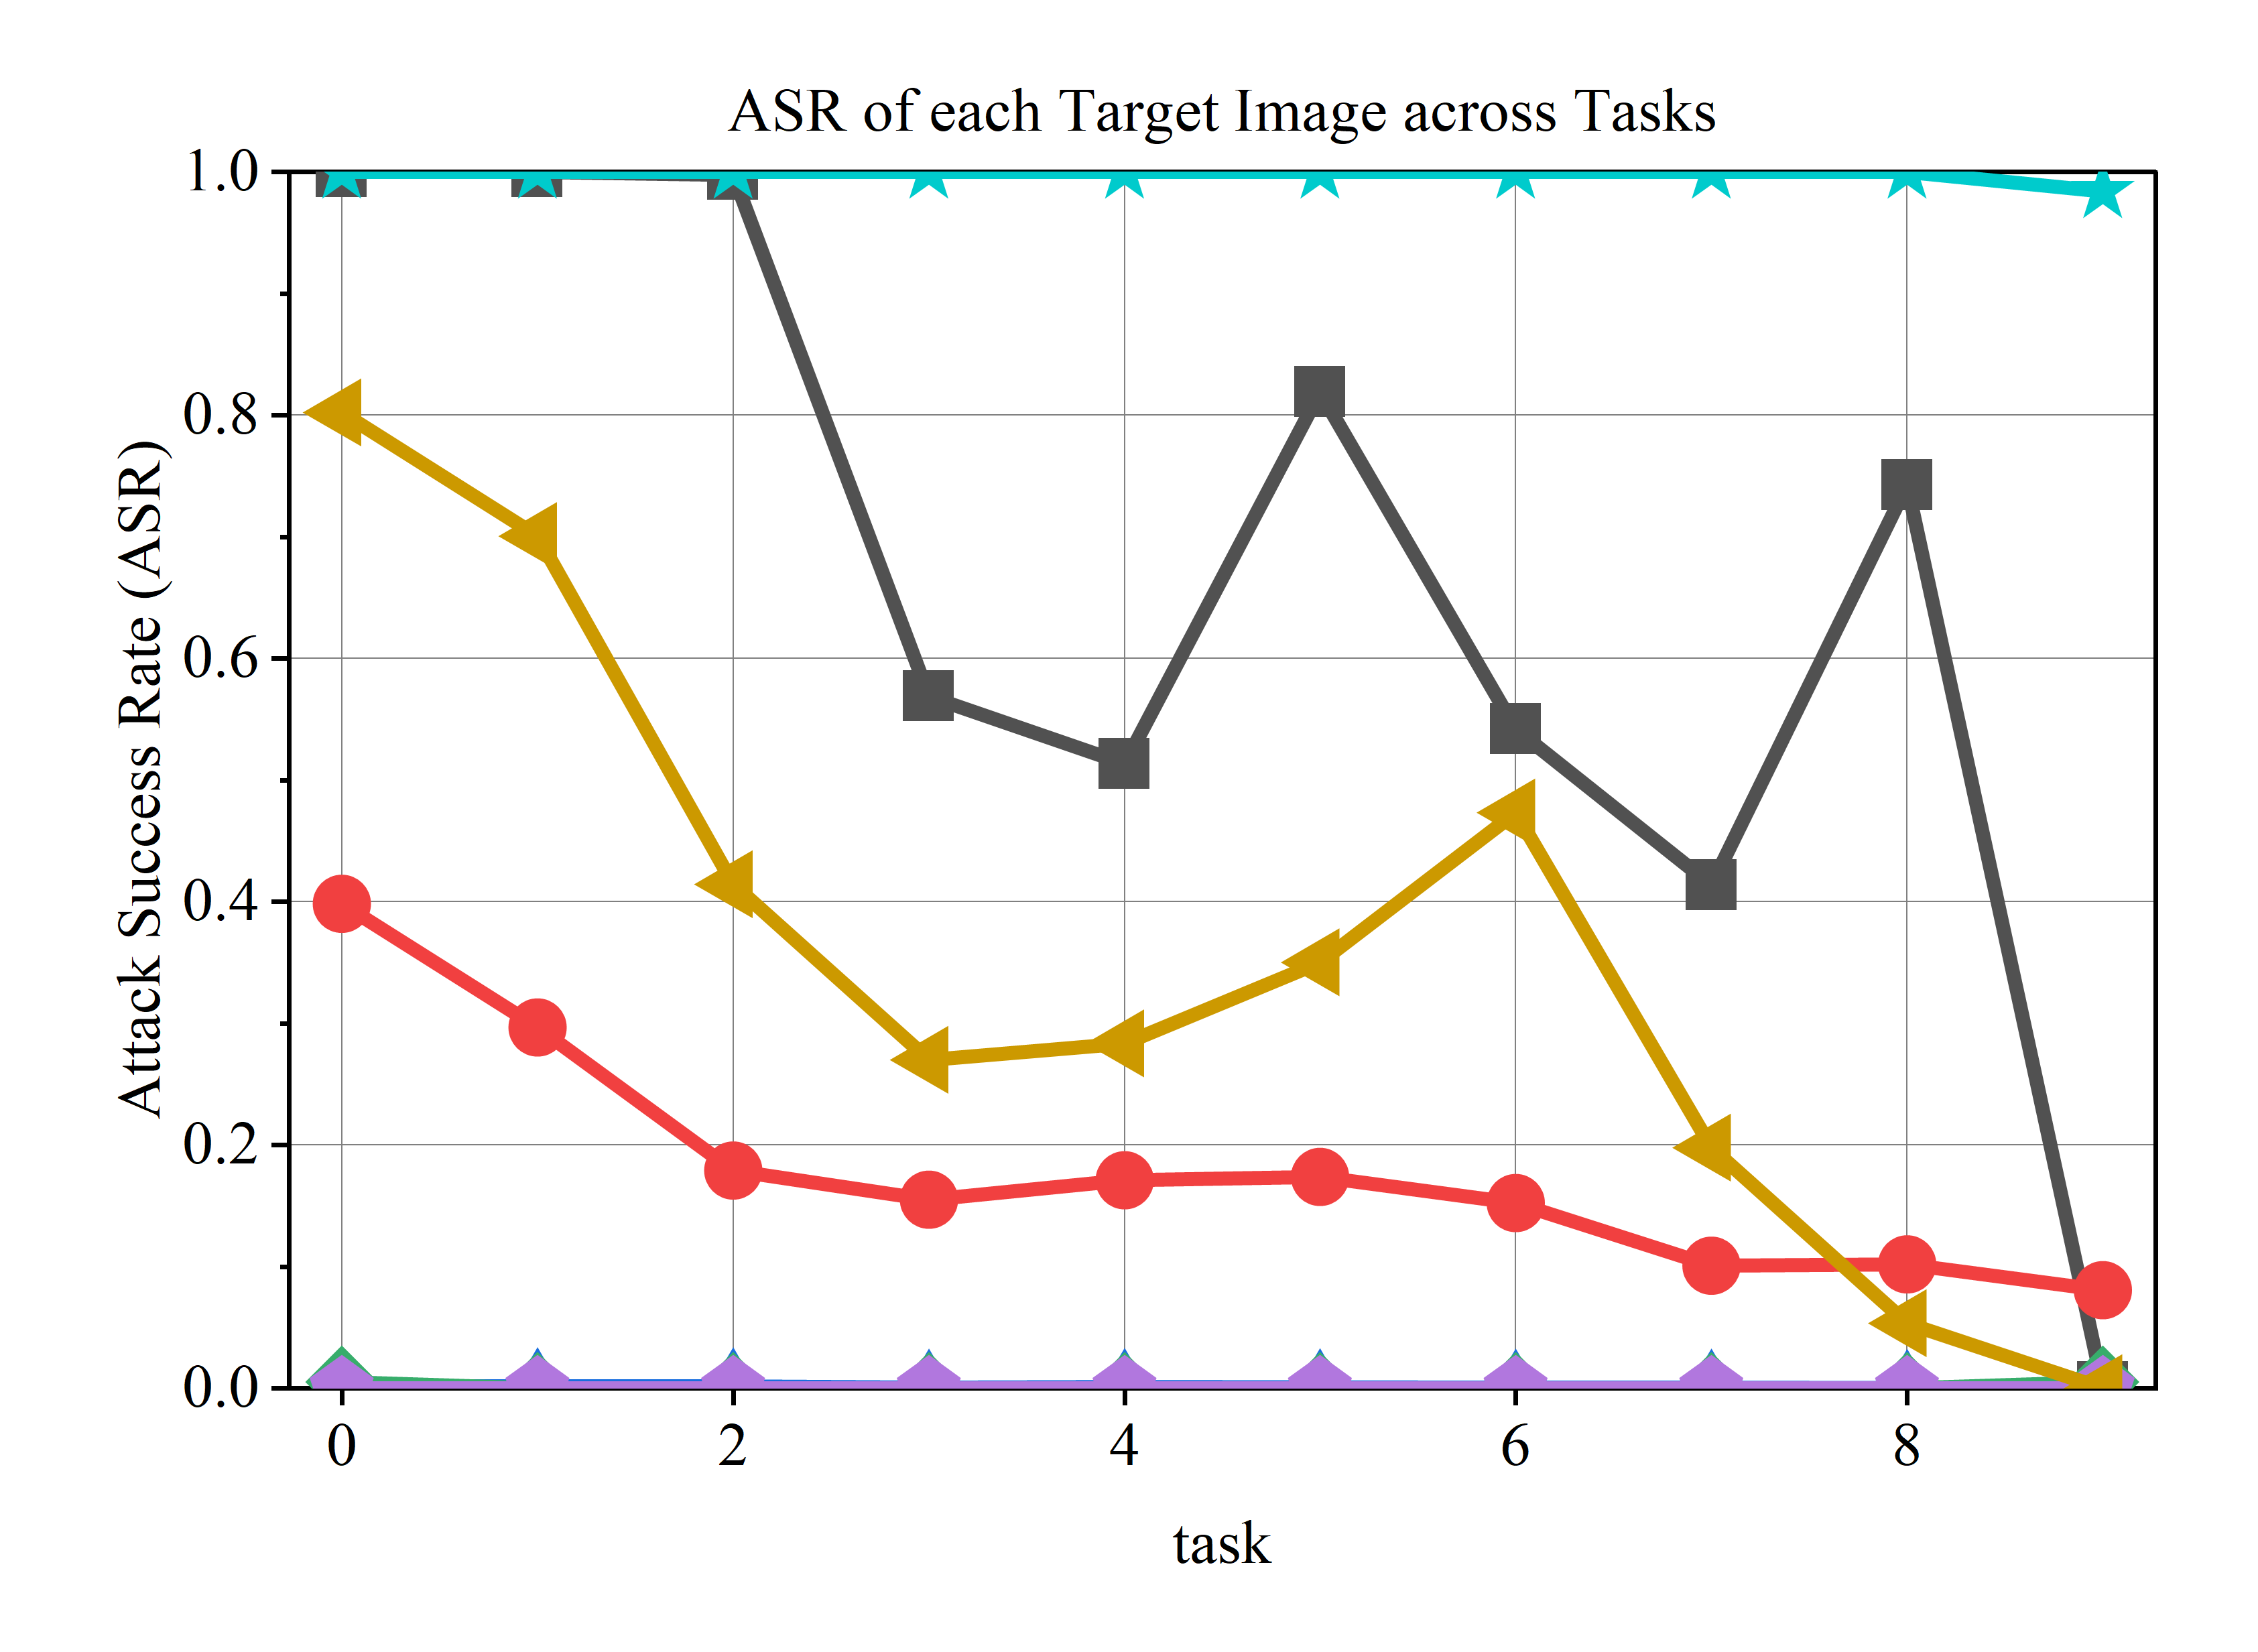 ASR of each Target Image across Tasks
1.0
0.8
0.6
0.4
0.2
0.0
Attack Success Rate (ASR)
0 2 4 6 8
task